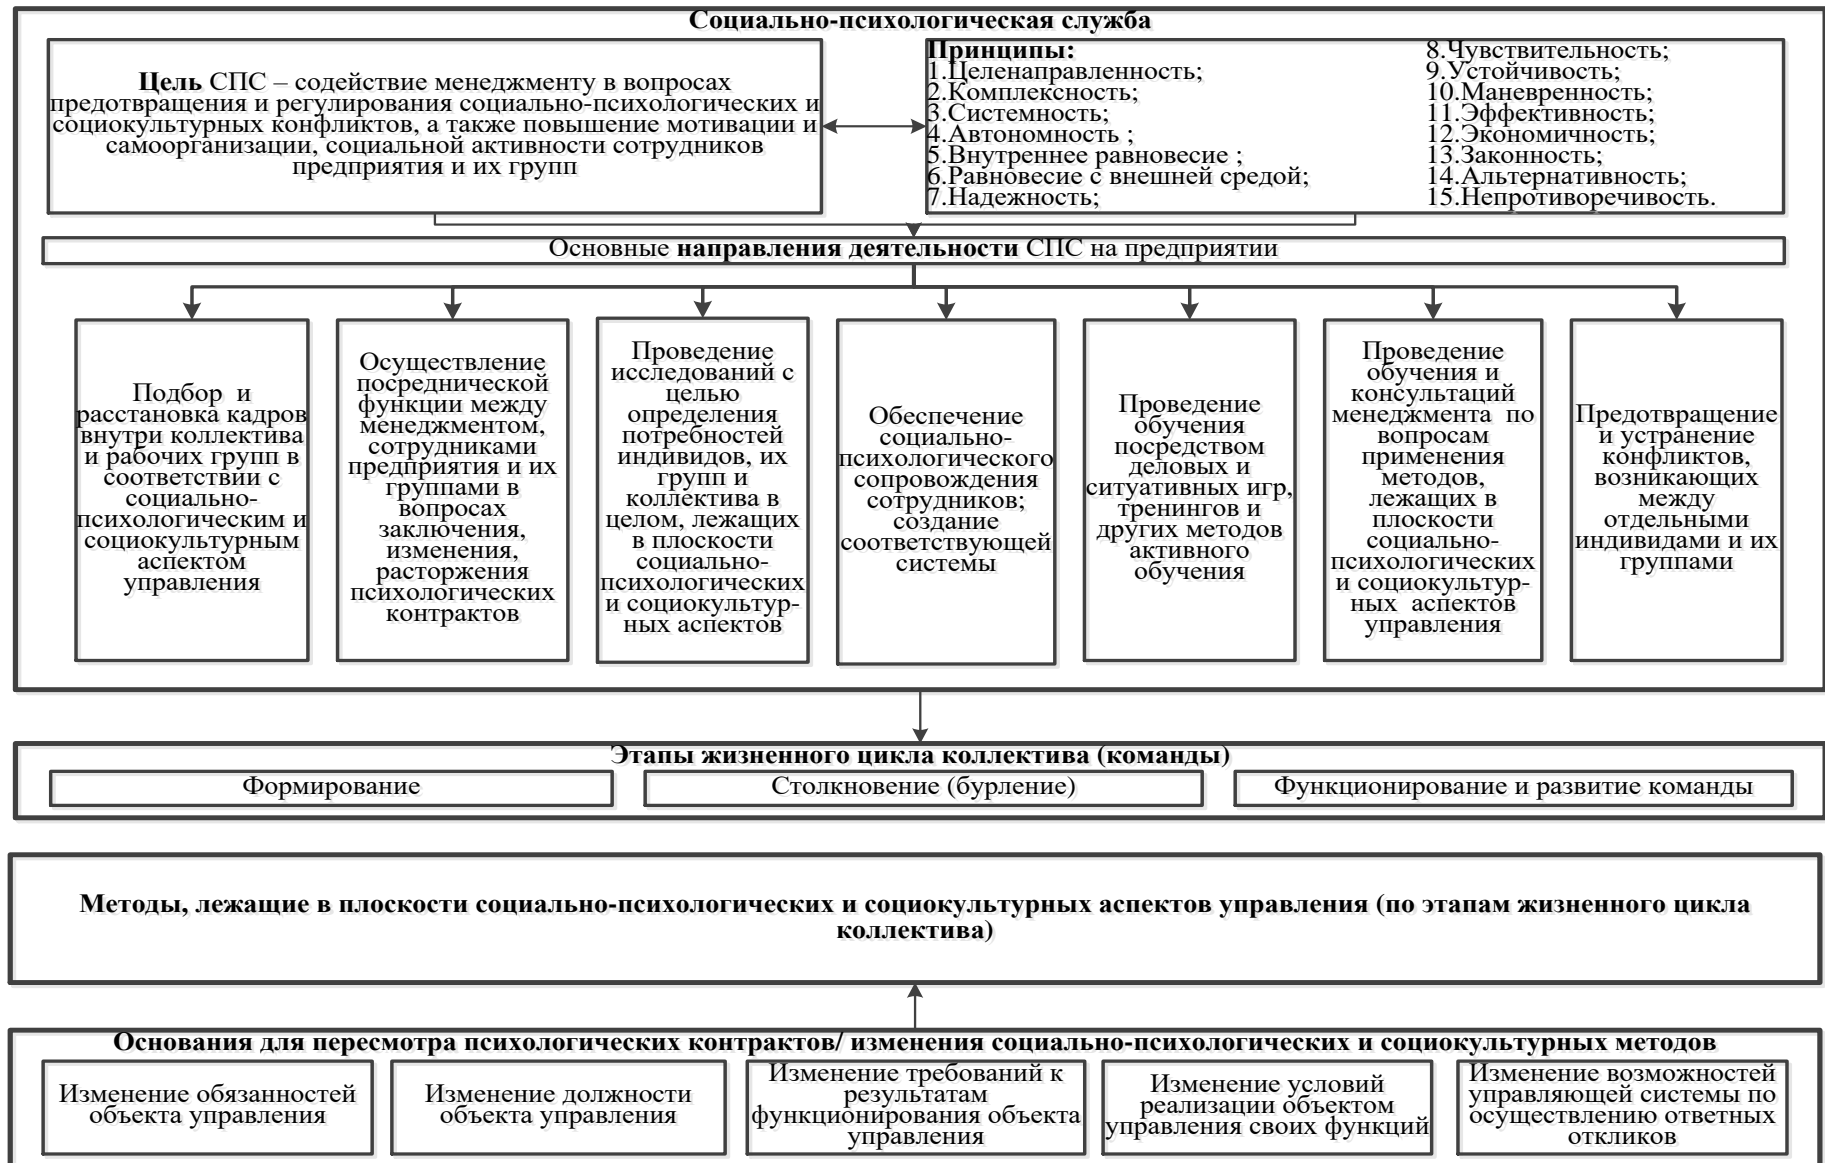 Социально-психологическая служба
Цель СПС – содействие менеджменту в вопросах
предотвращения и регулирования социально-психологических и
социокультурных конфликтов, а также повышение мотивации и
самоорганизации, социальной активности сотрудников
предприятия и их групп
Принципы:
1.Целенаправленность;
2.Комплексность;
3.Системность;
4.Автономность ;
5.Внутреннее равновесие ;
6.Равновесие с внешней средой;
7.Надежность;
8.Чувствительность;
9.Устойчивость;
10.Маневренность;
11.Эффективность;
12.Экономичность;
13.Законность;
14.Альтернативность;
15.Непротиворечивость.
Основные направления деятельности СПС на предприятии
Подбор и
расстановка кадров
внутри коллектива
и рабочих групп в
соответствии с
социально-
психологическим и
социокультурным
аспектом
управления
Осуществление
посреднической
функции между
менеджментом,
сотрудниками
предприятия и их
группами в
вопросах
заключения,
изменения,
расторжения
психологических
контрактов
Проведение
исследований с
целью
определения
потребностей
индивидов, их
групп и
коллектива в
целом, лежащих
в плоскости
социально-
психологических
и социокультур-
ных аспектов
Обеспечение
социально-
психологического
сопровождения
сотрудников;
создание
соответствующей
системы
Проведение
обучения
посредством
деловых и
ситуативных игр,
тренингов и
других методов
активного
обучения
Проведение
обучения и
консультаций
менеджмента по
вопросам
применения
методов,
лежащих в
плоскости
социально-
психологических
и социокультур-
ных аспектов
управления
Предотвращение
и устранение
конфликтов,
возникающих
между
отдельными
индивидами и их
группами
Этапы жизненного цикла коллектива (команды)
Формирование
Столкновение (бурление)
Функционирование и развитие команды
Методы, лежащие в плоскости социально-психологических и социокультурных аспектов управления (по этапам жизненного цикла
коллектива)
Основания для пересмотра психологических контрактов/ изменения социально-психологических и социокультурных методов
Изменение обязанностей
объекта управления
Изменение должности
объекта управления
Изменение требований к
результатам
функционирования объекта
управления
Изменение условий
реализации объектом
управления своих функций
Изменение возможностей
управляющей системы по
осуществлению ответных
откликов